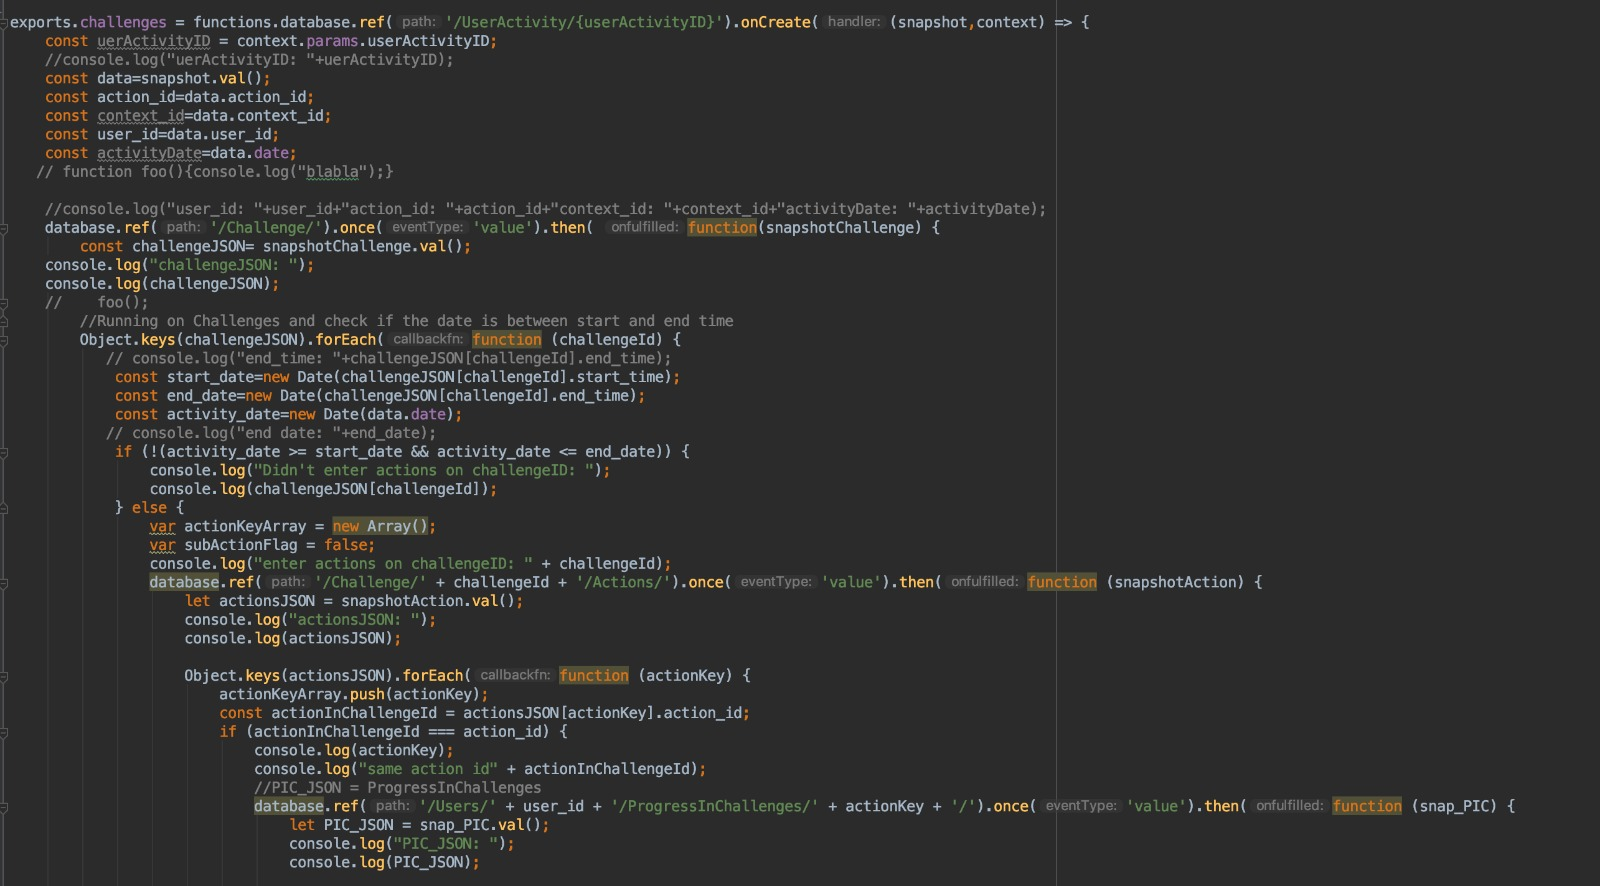 exports.challenges = functions.database.ref( path: '/UserActivity/{userActivityID}').onCreate( handler: (snapshot,context) => {
    const uerActivityID = context.params.userActivityID;
    //console.log("uerActivityID: "+uerActivityID);
    const data=snapshot.val();
    const action_id=data.action_id;
    const context_id=data.context_id;
    const user_id=data.user_id;
    const activityDate=data.date;
   // function foo(){console.log("blabla");}
    //console.log("user_id: "+user_id+"action_id: "+action_id+"context_id: "+context_id+"activityDate: "+activityDate);
    database.ref( path: '/Challenge/').once( eventType: 'value').then( onfulfilled: function(snapshotChallenge) {
        const challengeJSON= snapshotChallenge.val();
    console.log("challengeJSON: ");
    console.log(challengeJSON);
    //    foo();
        //Running on Challenges and check if the date is between start and end time
        Object.keys(challengeJSON).forEach( callbackfn: function (challengeId) {
           // console.log("end_time: "+challengeJSON[challengeId].end_time);
            const start_date=new Date(challengeJSON[challengeId].start_time);
            const end_date=new Date(challengeJSON[challengeId].end_time);
            const activity_date=new Date(data.date);
           // console.log("end date: "+end_date);
            if (!(activity_date >= start_date && activity_date <= end_date)) {
                console.log("Didn't enter actions on challengeID: ");
                console.log(challengeJSON[challengeId]);
            } else {
                var actionKeyArray = new Array();
                var subActionFlag = false;
                console.log("enter actions on challengeID: " + challengeId);
                database.ref( path: '/Challenge/' + challengeId + '/Actions/').once( eventType: 'value').then( onfulfilled: function (snapshotAction) {
                    let actionsJSON = snapshotAction.val();
                    console.log("actionsJSON: ");
                    console.log(actionsJSON);
                    Object.keys(actionsJSON).forEach( callbackfn: function (actionKey) {
                        actionKeyArray.push(actionKey);
                        const actionInChallengeId = actionsJSON[actionKey].action_id;
                        if (actionInChallengeId === action_id) {
                            console.log(actionKey);
                            console.log("same action id" + actionInChallengeId);
                            //PIC_JSON = ProgressInChallenges
                            database.ref( path: '/Users/' + user_id + '/ProgressInChallenges/' + actionKey + '/').once( eventType: 'value').then( onfulfilled: function (snap_PIC) {
                                let PIC_JSON = snap_PIC.val();
                                console.log("PIC_JSON: ");
                                console.log(PIC_JSON);